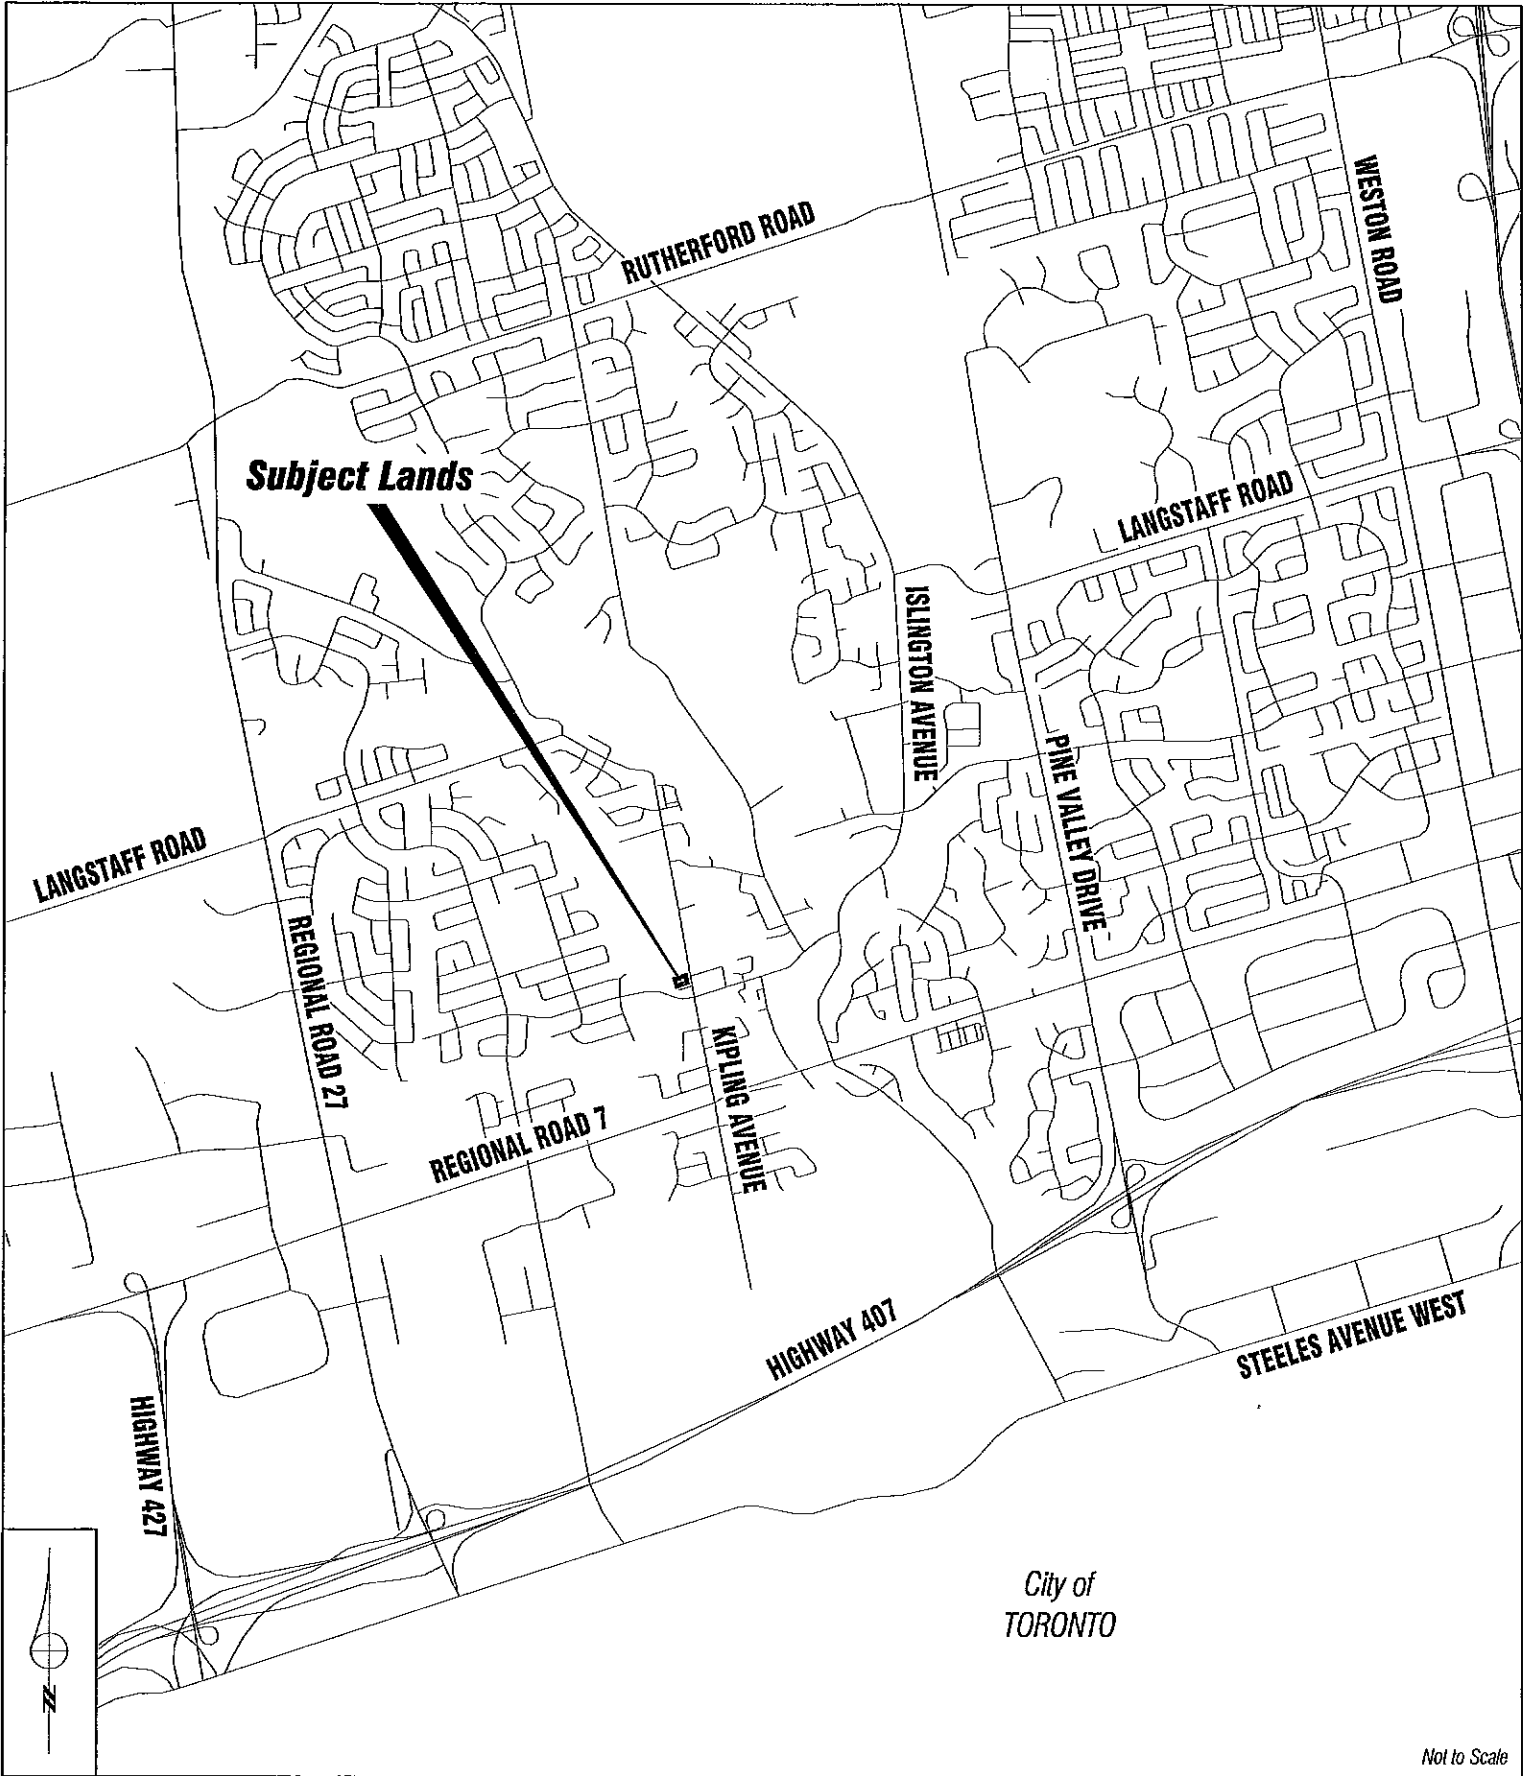 RUTHERFORD ROAD
WESTON ROAD
Subject Lands
LANGSTAFF ROAD
ISLINGTON AVENUE
PINE VALLEY DRIVE
LANGSTAFF ROAD
REGIONAL ROAD 27
KIPLING AVENUE
REGIONAL ROAD 7
HIGHWAY 407
STEELES AVENUE WEST
HIGHWAY 427
City of
TORONTO
N
Not to Scale